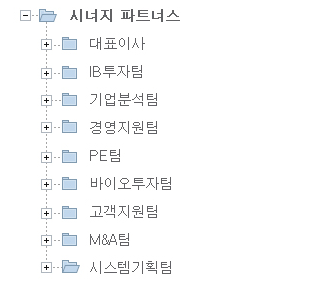 시너지 파트너스
대표이사
IB투자팀
기업분석팀
경영지원팀
PE팀
바이오투자팀
고객지원팀
M&A팀
시스템기획팀